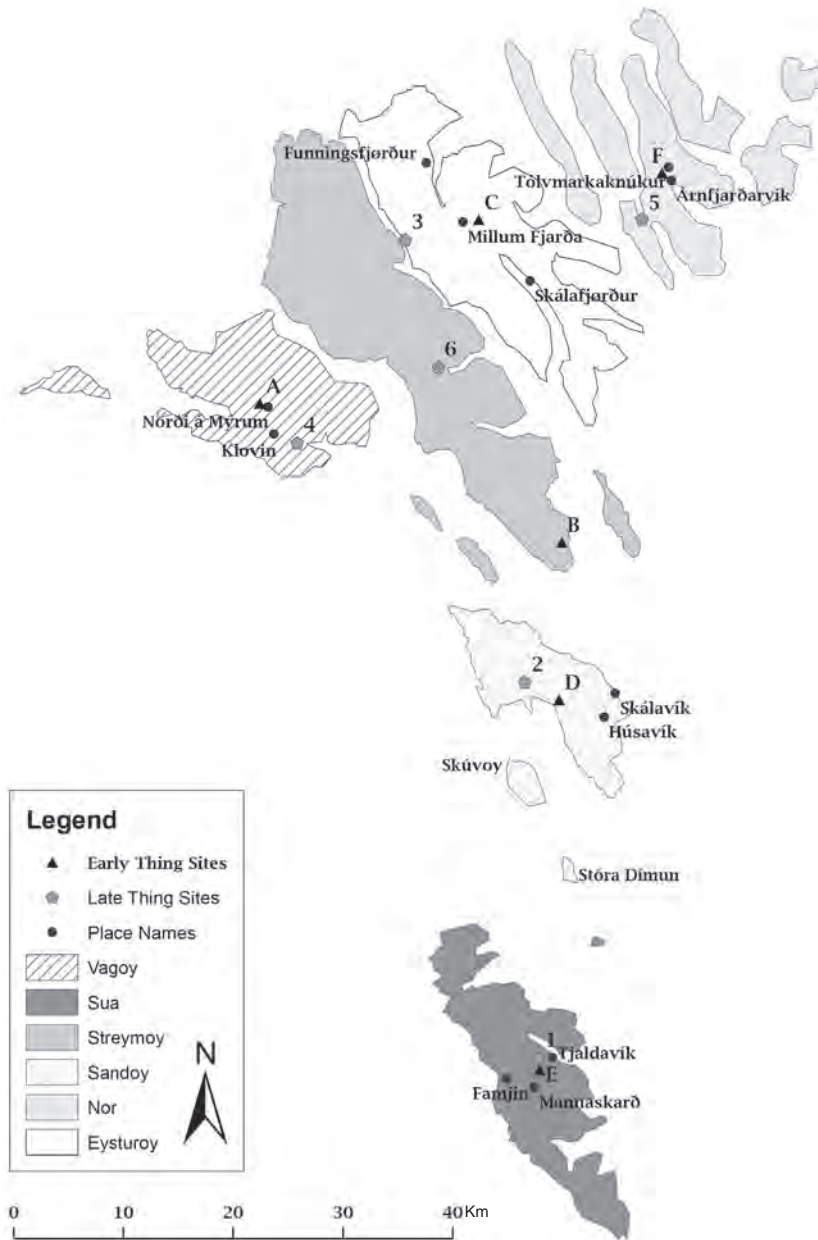 Funningsfjørður
F
Tólvmarkaknúkur
Árnfjarðarvík
C
5
3
Millum Fjarða
Skálafjørður
6
A
Norði á Mýrum
4
Klovin
B
2
D
Skálavík
Húsavík
Skúvoy
Stóra Dímun
1
Tjaldavík
E
Famjin
Mannaskarð
Legend
Early Thing Sites
Late Thing Sites
Place Names
Vagoy
Sua
Streymoy
Sandoy
Nor
Eysturoy
N
0 10 20 30 40 Km